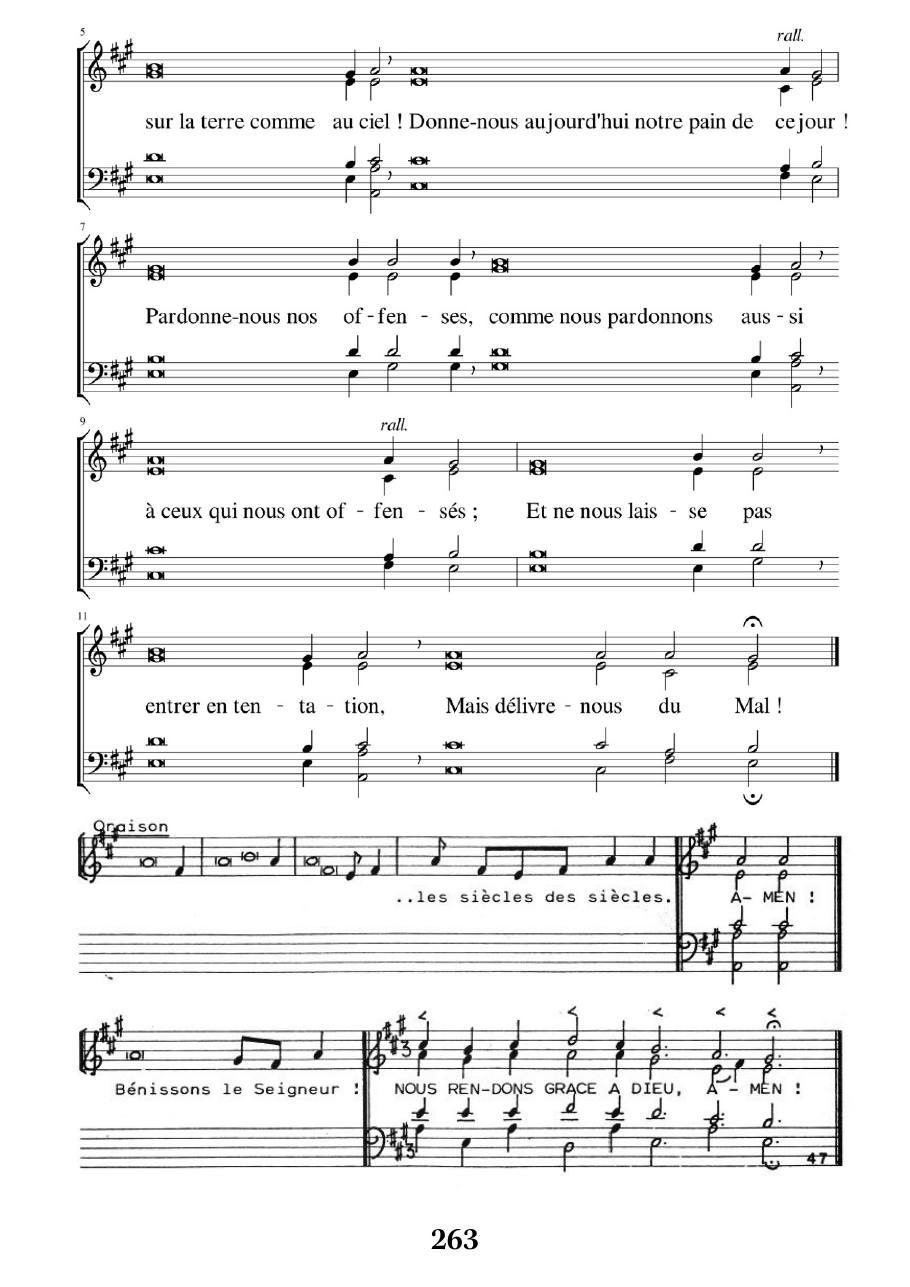 5
rall.
sur la terre comme au ciel ! Donne-nous aujourd'hui notre pain de ce jour !
7
Pardonne-nous nos of - fen - ses, comme nous pardonnons aus - si
9
rall.
à ceux qui nous ont of - fen - sés ; Et ne nous lais - se pas
11
entrer en ten - ta - tion, Mais délivre - nous du Mal !
Oraison
..les siècles des siècles. A- MEN !
3
Bénissons le Seigneur ! NOUS REN-DONS GRACE A DIEU, A - MEN !
3
47
263